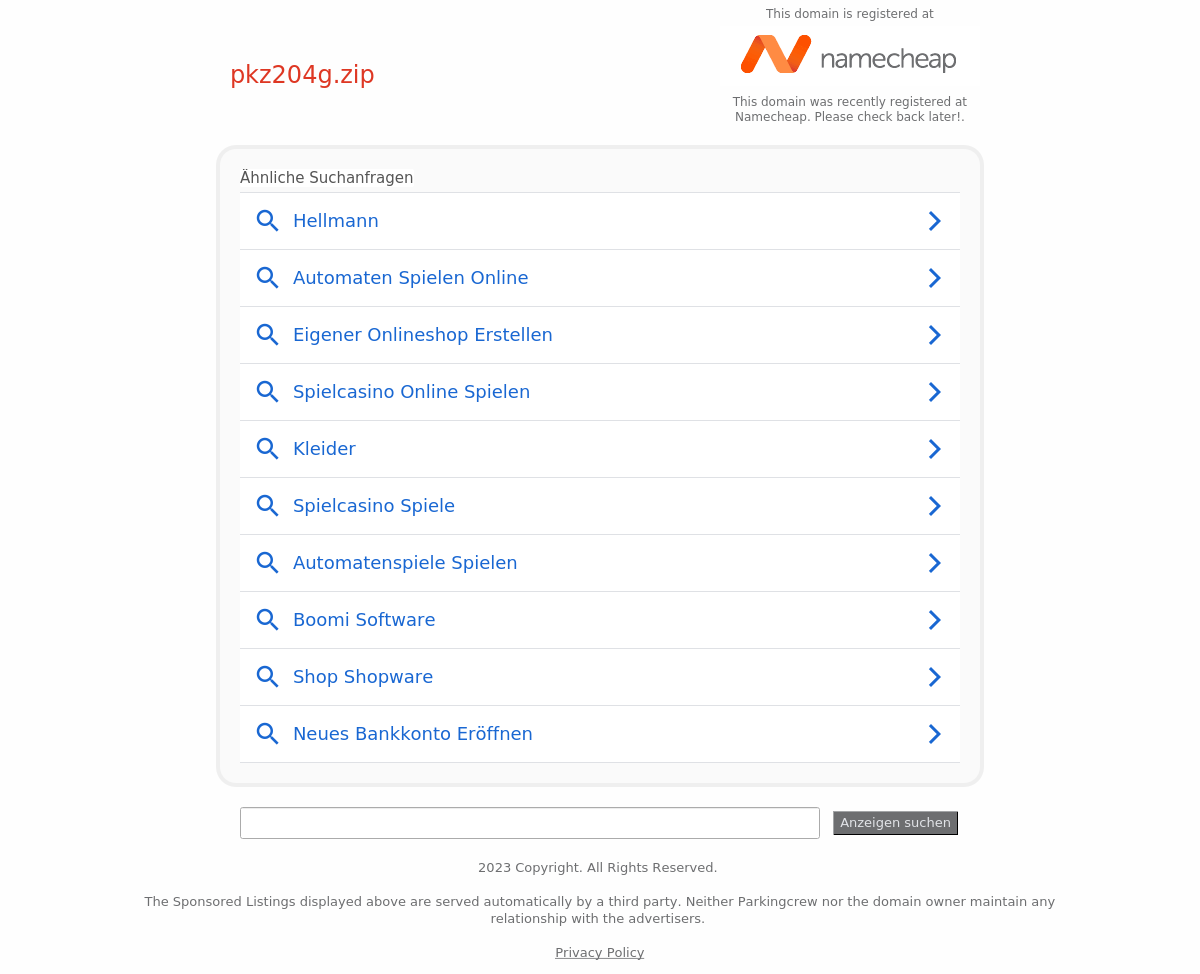 This domain is registered at
namecheap
pkz204g.zip
This domain was recently registered at
Namecheap. Please check back later!.
Ähnliche Suchanfragen
Hellmann
Automaten Spielen Online
Eigener Onlineshop Erstellen
Spielcasino Online Spielen
Kleider
Spielcasino Spiele
Automatenspiele Spielen
Boomi Software
Shop Shopware
Neues Bankkonto Eröffnen
Anzeigen suchen
2023 Copyright. All Rights Reserved.
The Sponsored Listings displayed above are served automatically by a third party. Neither Parkingcrew nor the domain owner maintain any
relationship with the advertisers.
Privacy Policy